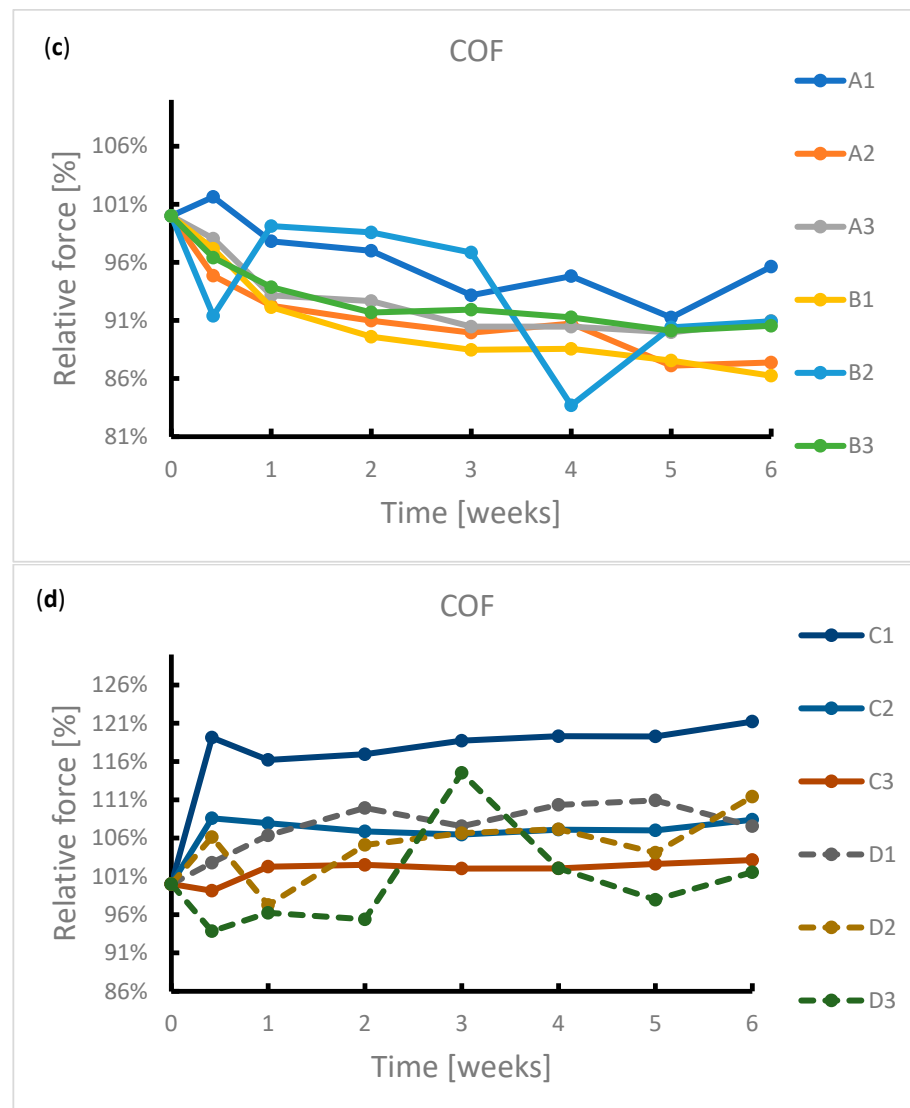 (c)
COF
Relative force [%]
106%
101%
96%
91%
86%
81%
0 1 2 3 4 5 6
Time [weeks]
A1
A2
A3
B1
B2
B3
(d)
COF
Relative force [%]
126%
121%
116%
111%
106%
101%
96%
91%
86%
0 1 2 3 4 5 6
Time [weeks]
C1
C2
C3
D1
D2
D3